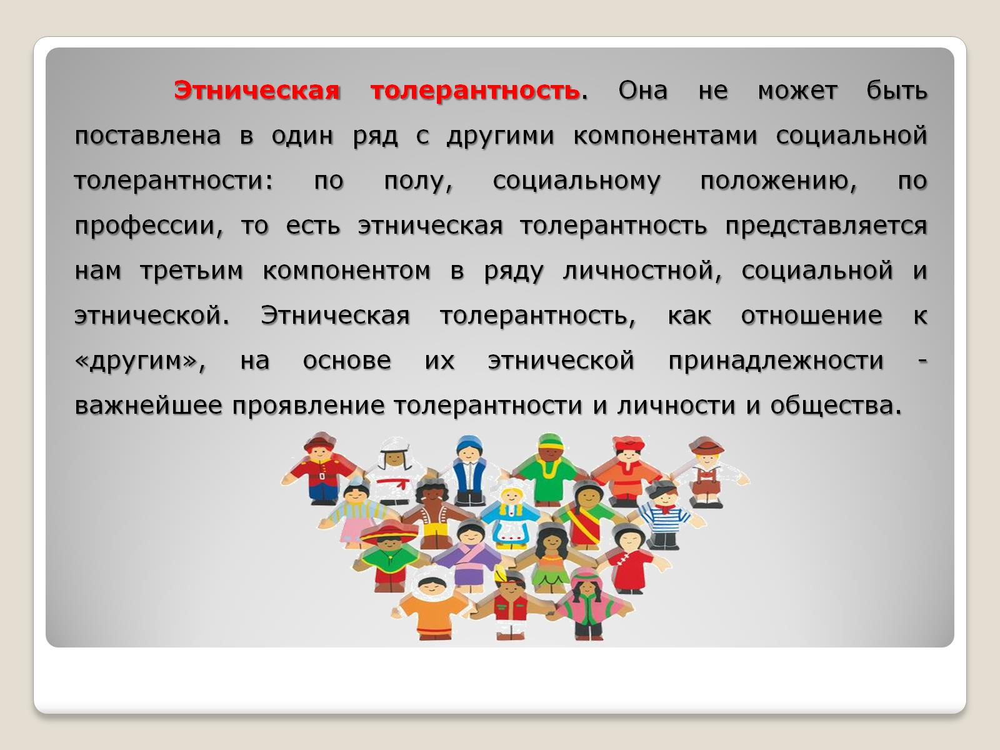 Этническая толерантность. Она не может быть
поставлена в один ряд с другими компонентами социальной
толерантности: по полу, социальному положению, по
профессии, то есть этническая толерантность представляется
нам третьим компонентом в ряду личностной, социальной и
этнической. Этническая толерантность, как отношение к
«другим», на основе их этнической принадлежности -
важнейшее проявление толерантности и личности и общества.